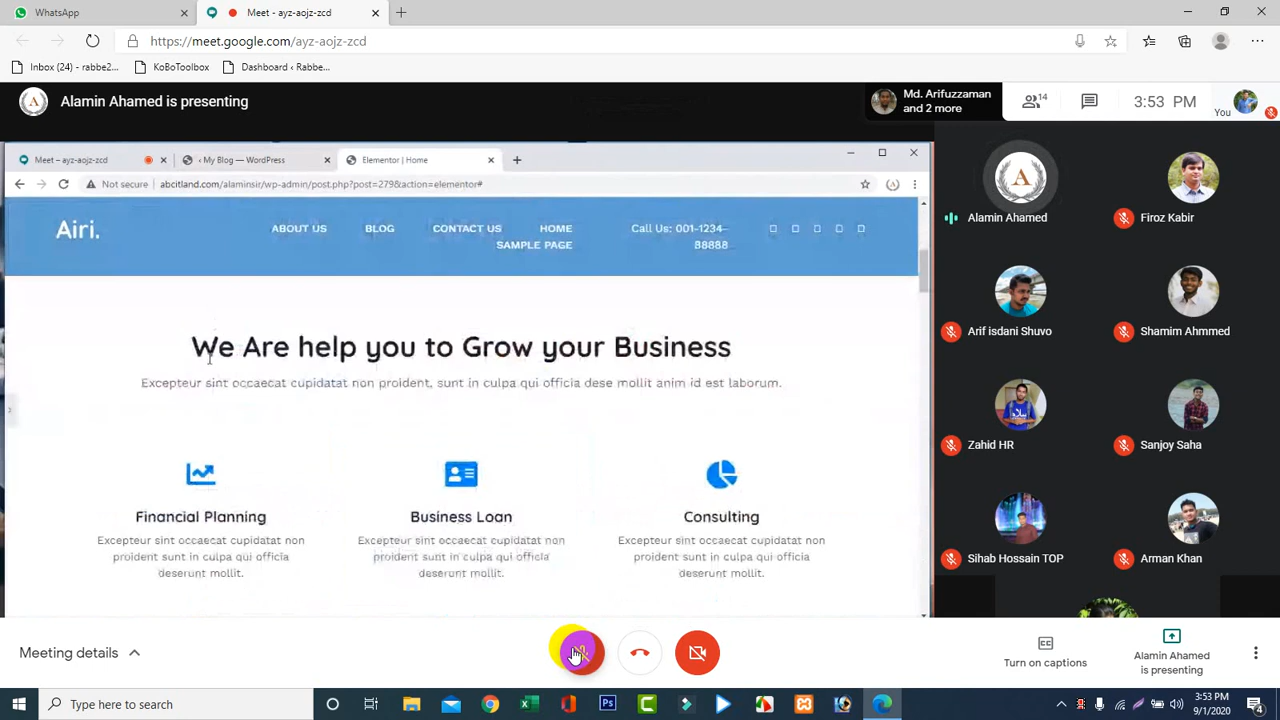 WhatsApp
Meet - ayz-aojz-zcd
https://meet.google.com/ayz-aojz-zcd
Inbox (24) - rabbe2...
KoBoToolbox
Dashboard ‹ Rabbe...
Alamin Ahamed is presenting
Md. Arifuzzaman
and 2 more
14
3:53 PM
You
Meet – ayz-aojz-zcd
‹ My Blog — WordPress
Elementor | Home
Not secure
abcitland.com/alaminsir/wp-admin/post.php?post=279&action=elementor#
Airi.
ABOUT US
BLOG
CONTACT US
HOME
SAMPLE PAGE
Call Us: 001-1234-
88888
We Are help you to Grow your Business
Excepteur sint occaecat cupidatat non proident, sunt in culpa qui officia dese mollit anim id est laborum.
Financial Planning
Excepteur sint occaecat cupidatat non
proident sunt in culpa qui officia
deserunt mollit.
Business Loan
Excepteur sint occaecat cupidatat non
proident sunt in culpa qui officia
deserunt mollit.
Consulting
Excepteur sint occaecat cupidatat non
proident sunt in culpa qui officia
deserunt mollit.
A
Alamin Ahamed
Firoz Kabir
Arif isdani Shuvo
Shamim Ahmmed
Zahid HR
Sanjoy Saha
Sihab Hossain TOP
Arman Khan
Meeting details
CC
Turn on captions
Alamin Ahamed
is presenting
Type here to search
3:53 PM
9/1/2020
4